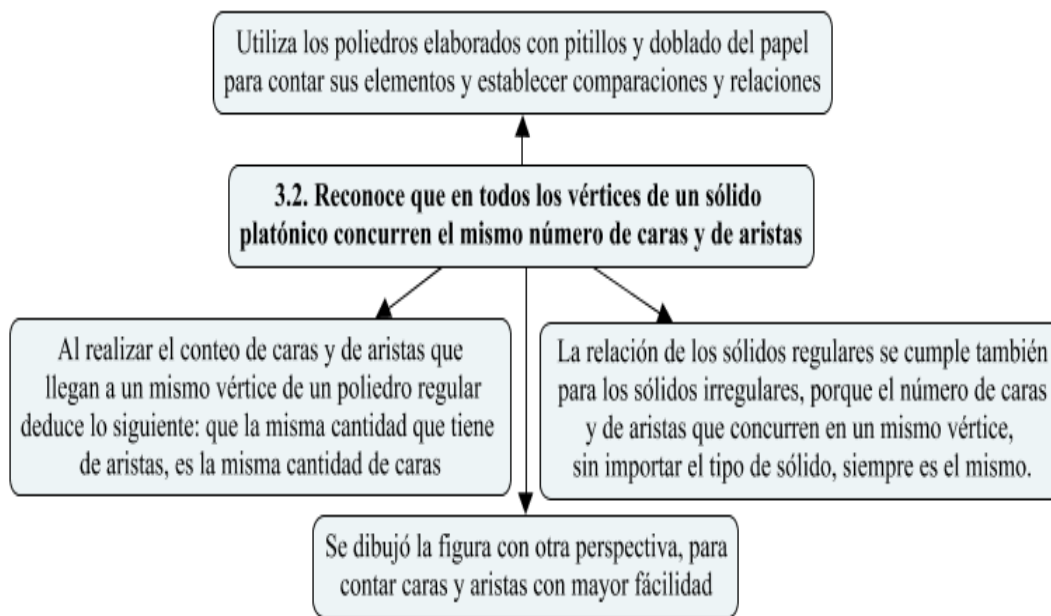 Utiliza los poliedros elaborados con pitillos y doblado del papel
para contar sus elementos y establecer comparaciones y relaciones
3.2. Reconoce que en todos los vértices de un sólido
platónico concurren el mismo número de caras y de aristas
Al realizar el conteo de caras y de aristas que
llegan a un mismo vértice de un poliedro regular
deduce lo siguiente: que la misma cantidad que tiene
de aristas, es la misma cantidad de caras
La relación de los sólidos regulares se cumple también
para los sólidos irregulares, porque el número de caras
y de aristas que concurren en un mismo vértice,
sin importar el tipo de sólido, siempre es el mismo.
Se dibujó la figura con otra perspectiva, para
contar caras y aristas con mayor fácilidad